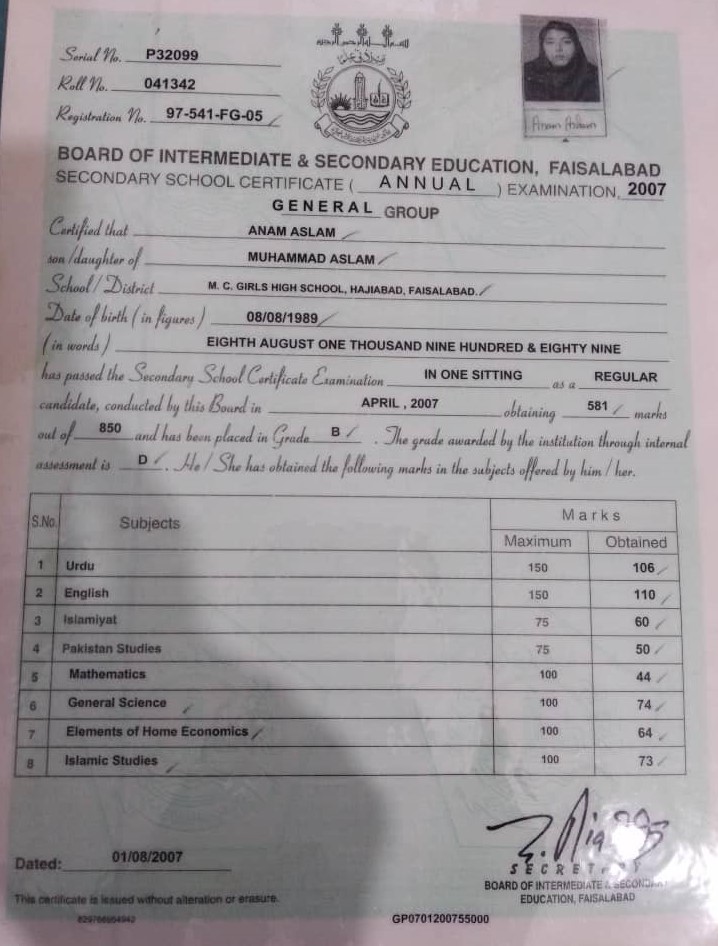 Serial No. P32099
Roll No. 041342
Registration No. 97-541-FG-05
Anam Aslam
BOARD OF INTERMEDIATE & SECONDARY EDUCATION, FAISALABAD
SECONDARY SCHOOL CERTIFICATE ( ANNUAL ) EXAMINATION, 2007
GENERAL GROUP
Certified that ANAM ASLAM
son/daughter of MUHAMMAD ASLAM
School/District M. C. GIRLS HIGH SCHOOL, HAJIABAD, FAISALABAD.
Date of birth (in figures) 08/08/1989
(in words) EIGHTH AUGUST ONE THOUSAND NINE HUNDRED & EIGHTY NINE
has passed the Secondary School Certificate Examination IN ONE SITTING as a REGULAR
candidate, conducted by this Board in APRIL , 2007 obtaining 581 marks
out of 850 and has been placed in Grade B . The grade awarded by the institution through internal
assessment is D . He/She has obtained the following marks in the subjects offered by him/her.
S.No. Subjects Marks
Maximum Obtained
1 Urdu 150 106
2 English 150 110
3 Islamiyat 75 60
4 Pakistan Studies 75 50
5 Mathematics 100 44
6 General Science 100 74
7 Elements of Home Economics 100 64
8 Islamic Studies 100 73
Dated: 01/08/2007
SECRETARY
BOARD OF INTERMEDIATE & SECONDARY
EDUCATION, FAISALABAD
This certificate is issued without alteration or erasure.
GP0701200755000